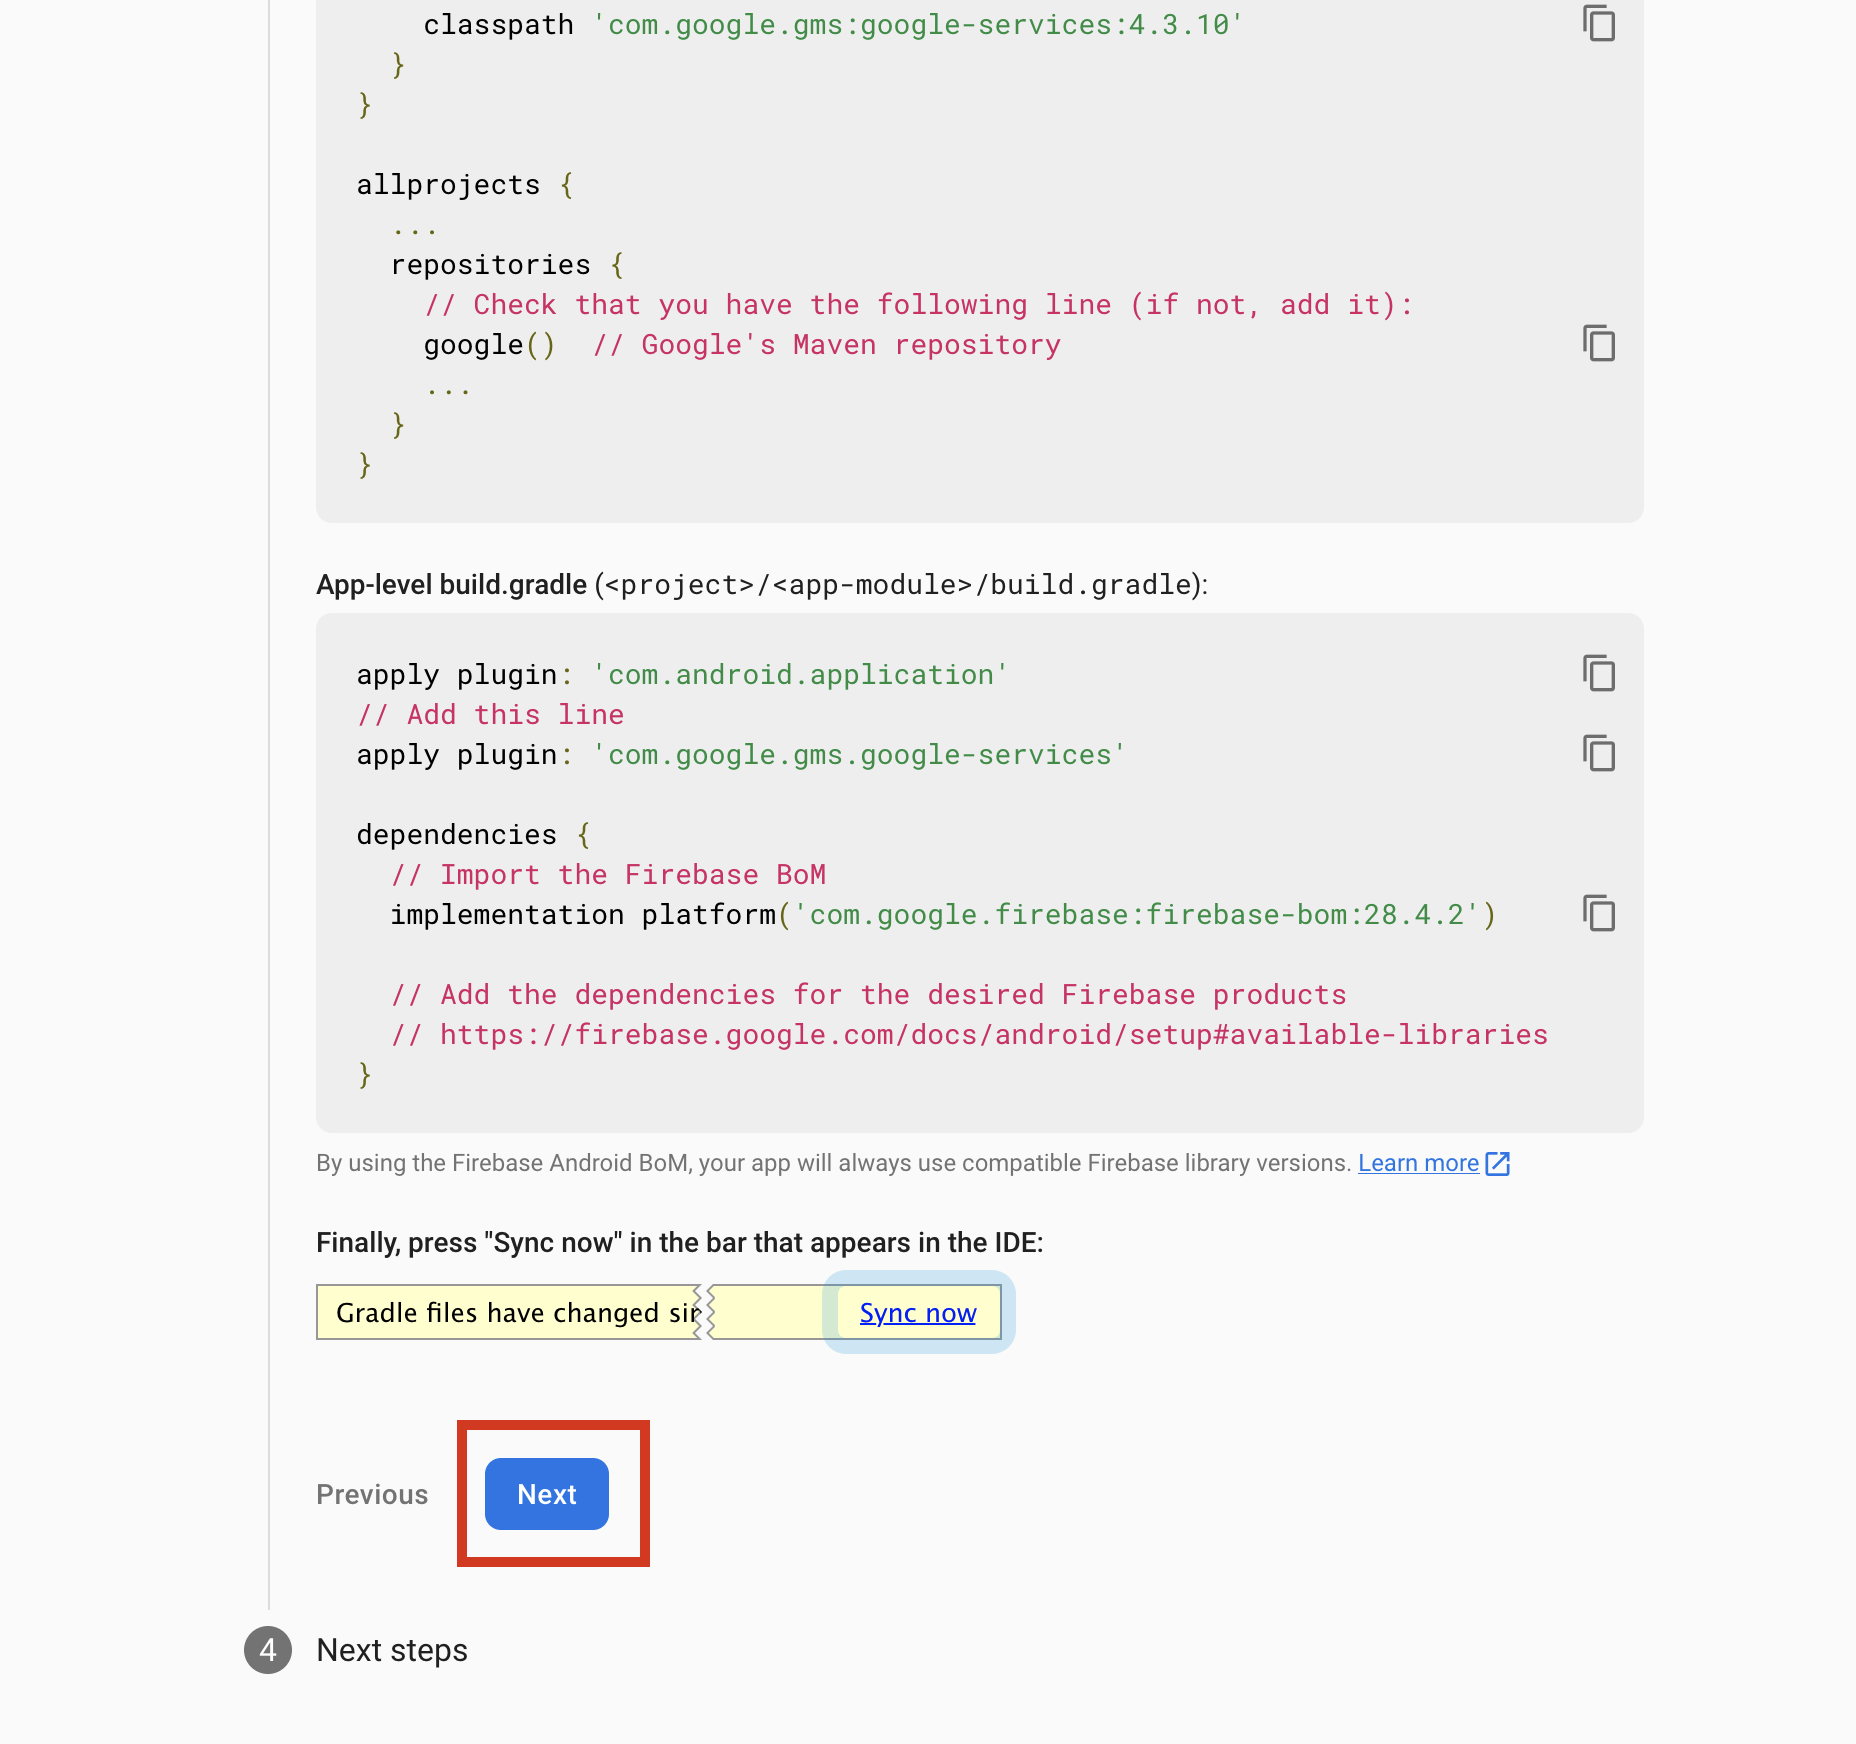 classpath 'com.google.gms:google-services:4.3.10'
}
}
allprojects {
...
repositories {
// Check that you have the following line (if not, add it):
google()  // Google's Maven repository
...
}
}
App-level build.gradle (<project>/<app-module>/build.gradle):
apply plugin: 'com.android.application'
// Add this line
apply plugin: 'com.google.gms.google-services'
dependencies {
// Import the Firebase BoM
implementation platform('com.google.firebase:firebase-bom:28.4.2')
// Add the dependencies for the desired Firebase products
// https://firebase.google.com/docs/android/setup#available-libraries
}
By using the Firebase Android BoM, your app will always use compatible Firebase library versions. Learn more
Finally, press "Sync now" in the bar that appears in the IDE:
Gradle files have changed sin Sync now
Previous Next
4 Next steps